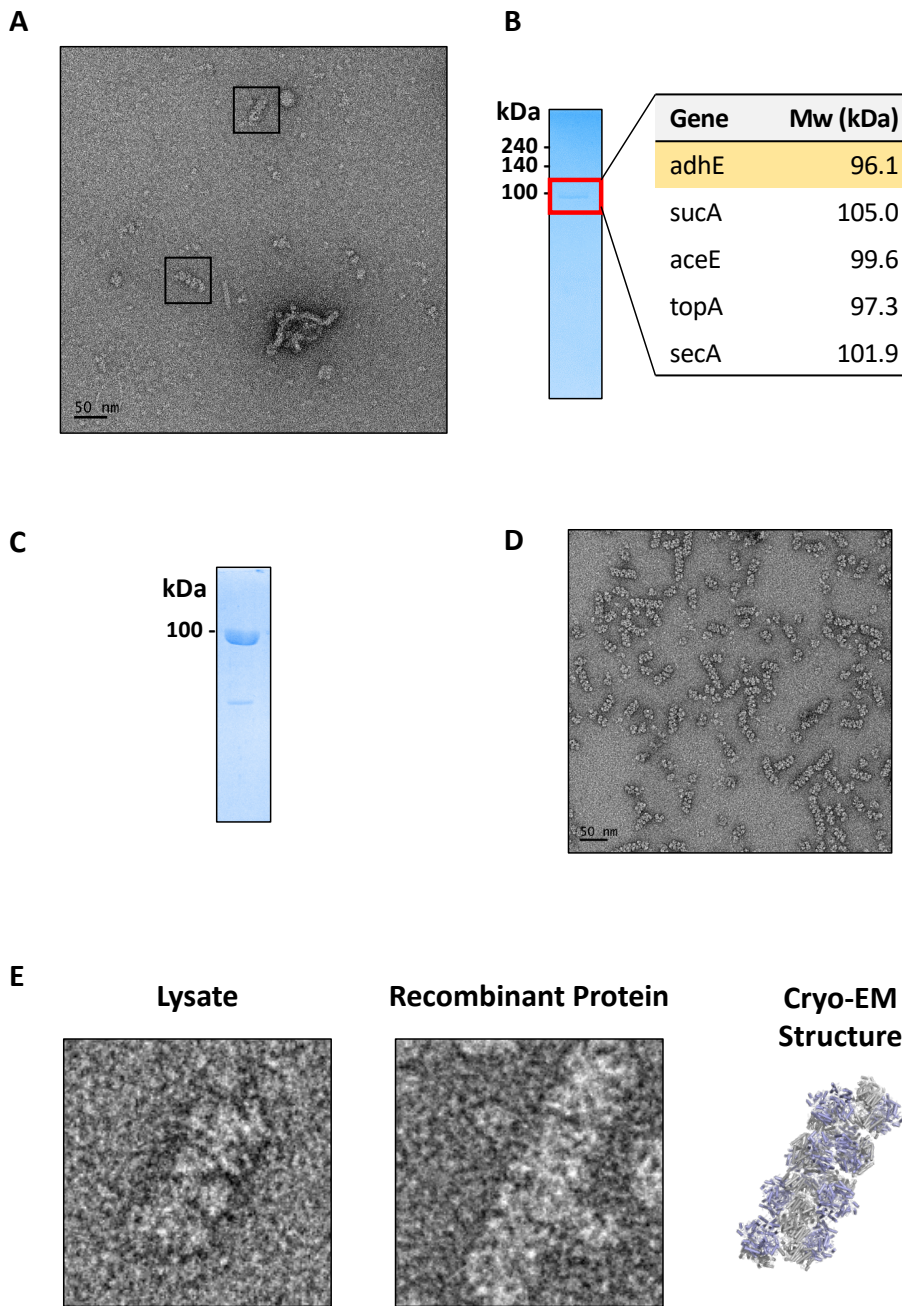 A
50 nm
B
kDa
240 -
140 -
100 -
Gene Mw (kDa)
adhE 96.1
sucA 105.0
aceE 99.6
topA 97.3
secA 101.9
C
kDa
100 -
D
50 nm
E
Lysate
Recombinant Protein
Cryo-EM
Structure